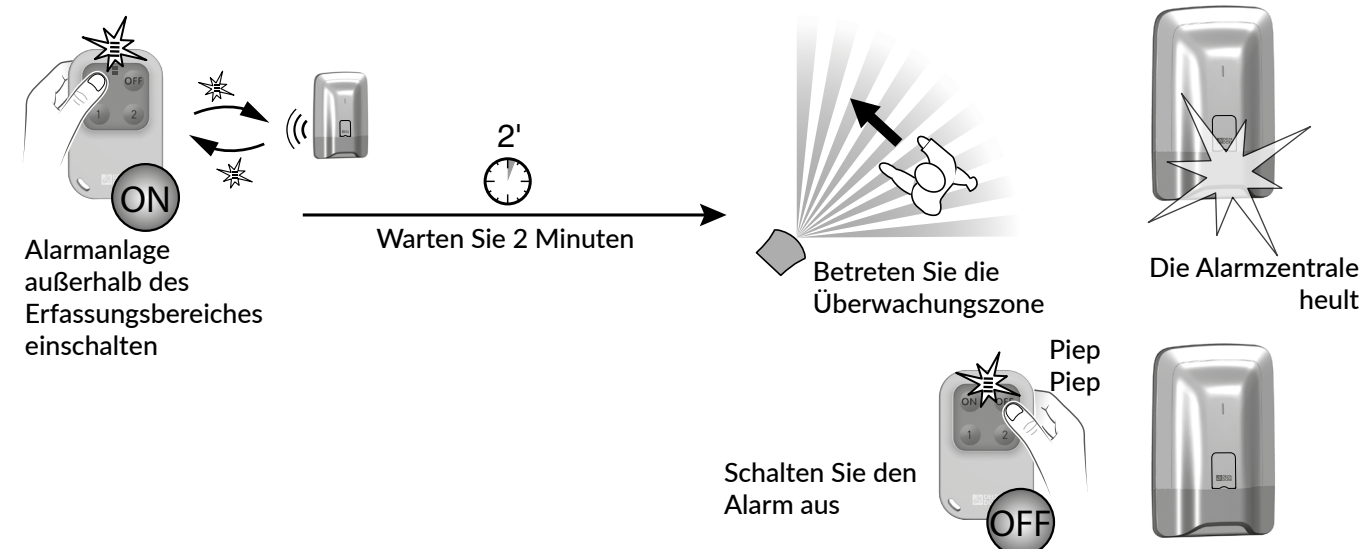 OFF
1
2
ON
Alarmanlage
außerhalb des
Erfassungsbereiches
einschalten
2'
Warten Sie 2 Minuten
Betreten Sie die
Überwachungszone
Die Alarmzentrale
heult
Piep
Piep
ON
OFF
1
2
Schalten Sie den
Alarm aus
OFF